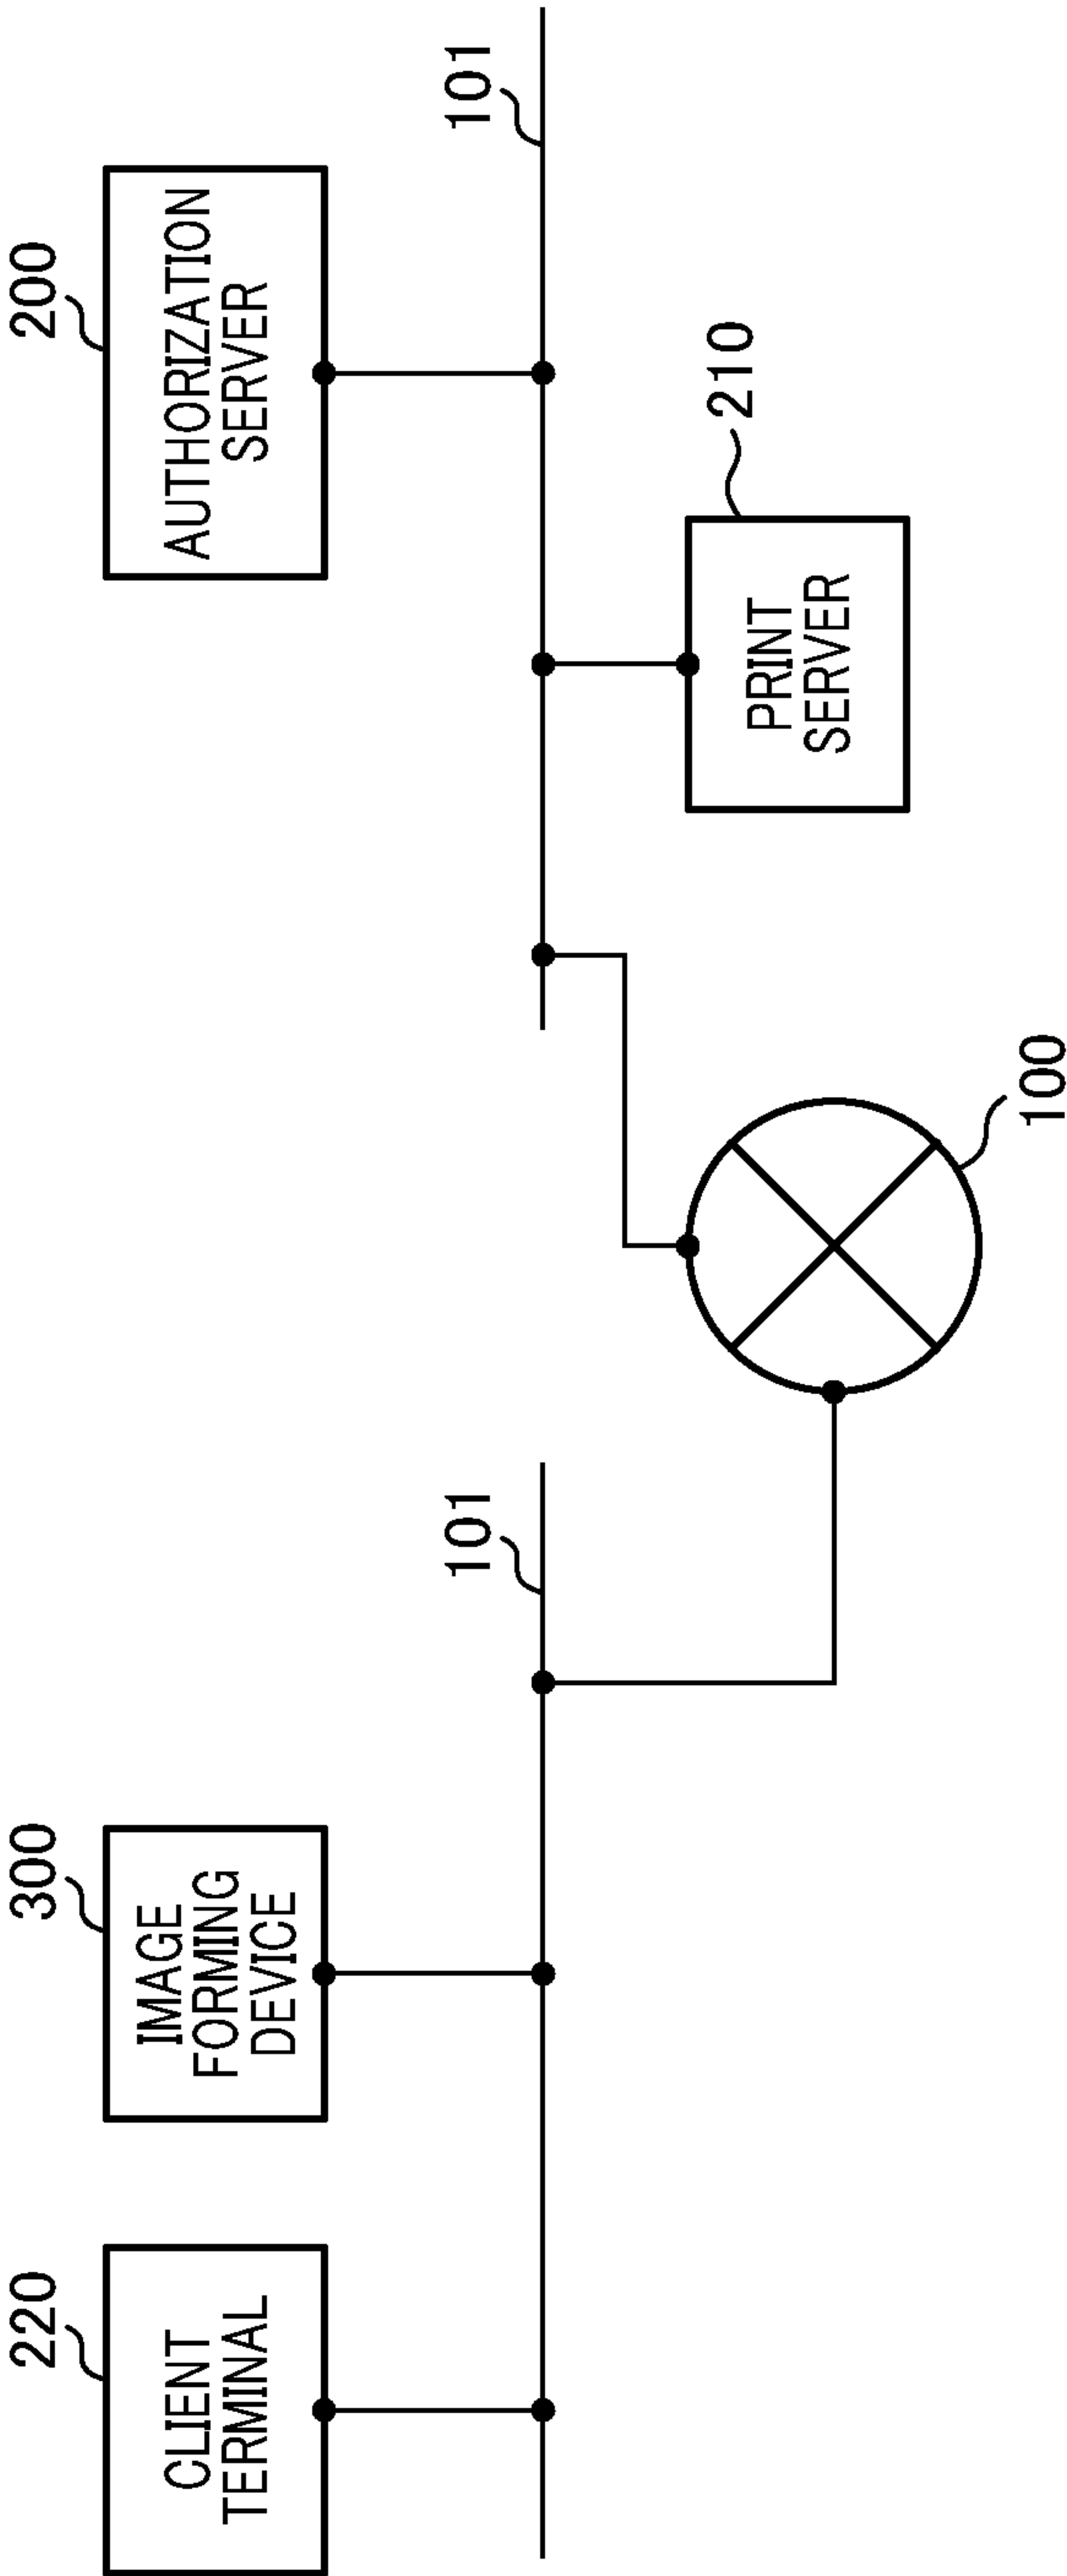 220
CLIENT
TERMINAL
300
IMAGE
FORMING
DEVICE
101
100
200
AUTHORIZATION
SERVER
101
210
PRINT
SERVER